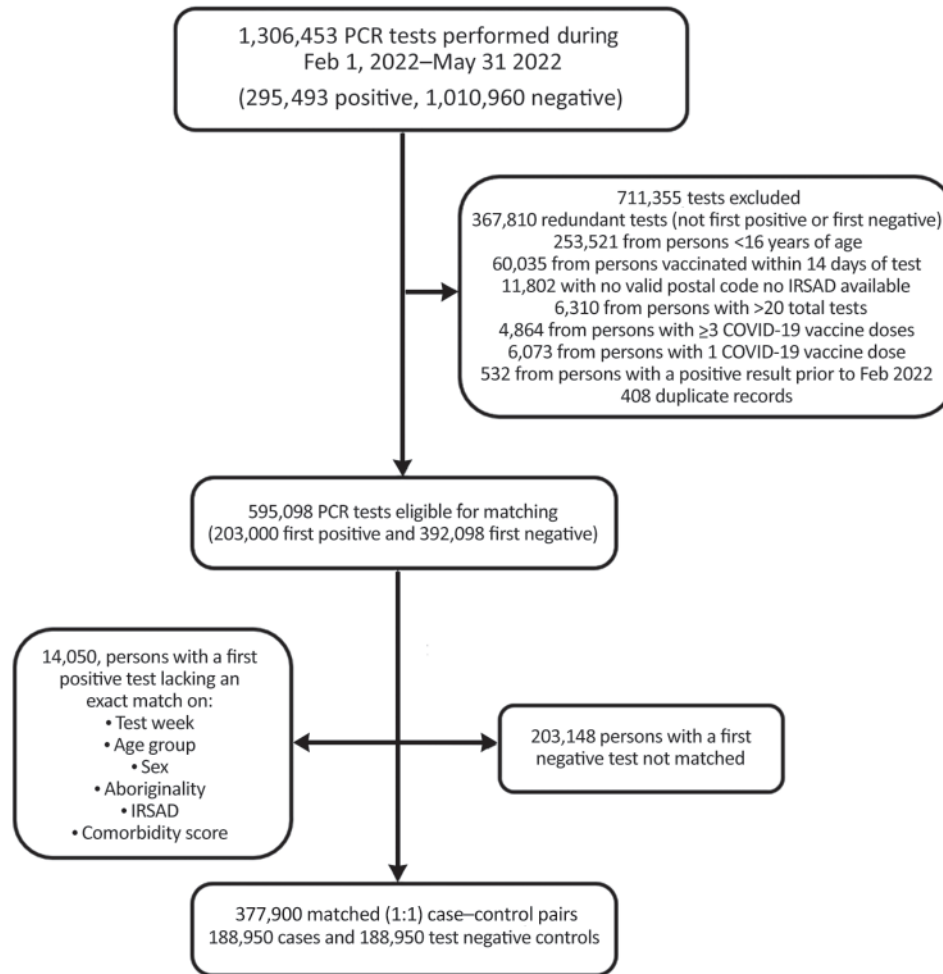 1,306,453 PCR tests performed during
Feb 1, 2022–May 31 2022
(295,493 positive, 1,010,960 negative)
711,355 tests excluded
367,810 redundant tests (not first positive or first negative)
253,521 from persons <16 years of age
60,035 from persons vaccinated within 14 days of test
11,802 with no valid postal code no IRSAD available
6,310 from persons with >20 total tests
4,864 from persons with ≥3 COVID-19 vaccine doses
6,073 from persons with 1 COVID-19 vaccine dose
532 from persons with a positive result prior to Feb 2022
408 duplicate records
595,098 PCR tests eligible for matching
(203,000 first positive and 392,098 first negative)
14,050, persons with a first
positive test lacking an
exact match on:
• Test week
• Age group
• Sex
• Aboriginality
• IRSAD
• Comorbidity score
203,148 persons with a first
negative test not matched
377,900 matched (1:1) case–control pairs
188,950 cases and 188,950 test negative controls